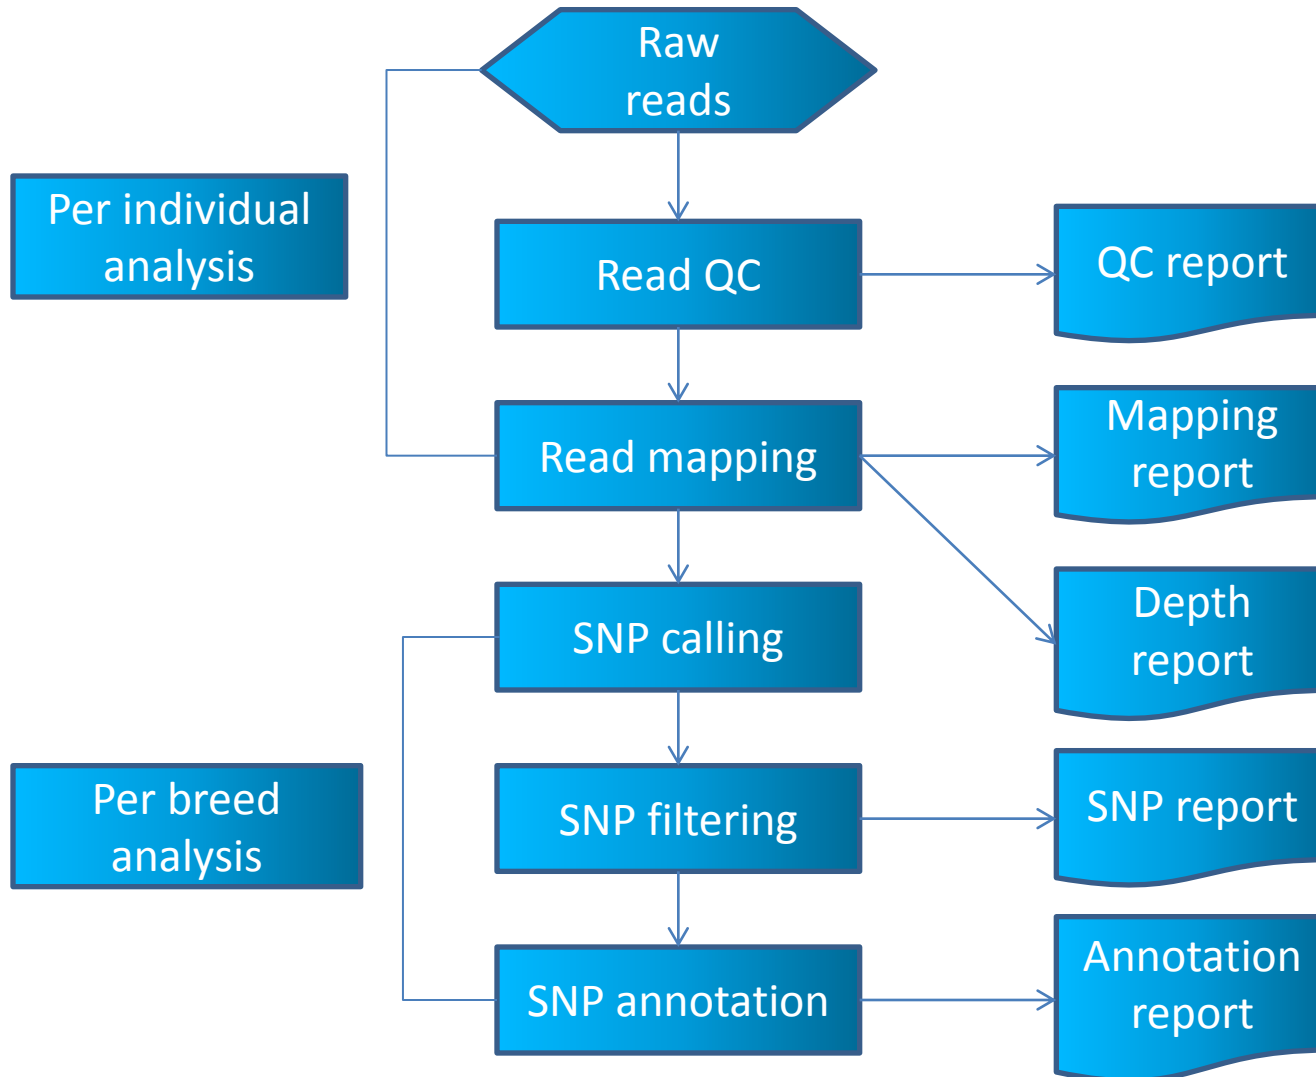 Raw
reads
Per individual
analysis
Read QC
QC report
Read mapping
Mapping
report
SNP calling
Depth
report
Per breed
analysis
SNP filtering
SNP report
SNP annotation
Annotation
report